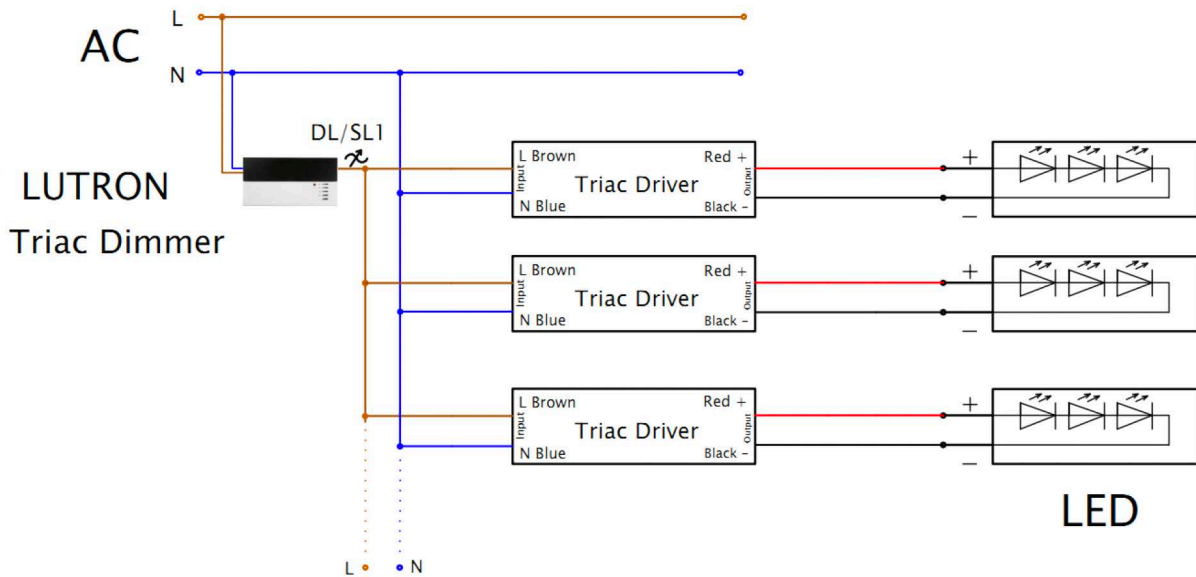 L
AC
N
DL/SL1
LUTRON
Triac Dimmer
L Brown
Input
N Blue
Triac Driver
Red +
Output
Black -
+
−
L Brown
Input
N Blue
Triac Driver
Red +
Output
Black -
+
−
L Brown
Input
N Blue
Triac Driver
Red +
Output
Black -
+
−
LED
L
N